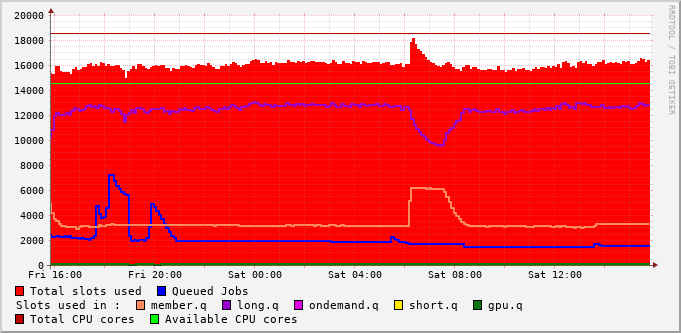 20000
18000
16000
14000
12000
10000
8000
6000
4000
2000
0
Fri 16:00 Fri 20:00 Sat 00:00 Sat 04:00 Sat 08:00 Sat 12:00
Total slots used Queued Jobs
Slots used in : member.q long.q ondemand.q short.q gpu.q
Total CPU cores Available CPU cores
RRDTOOL / TOBI OETIKER